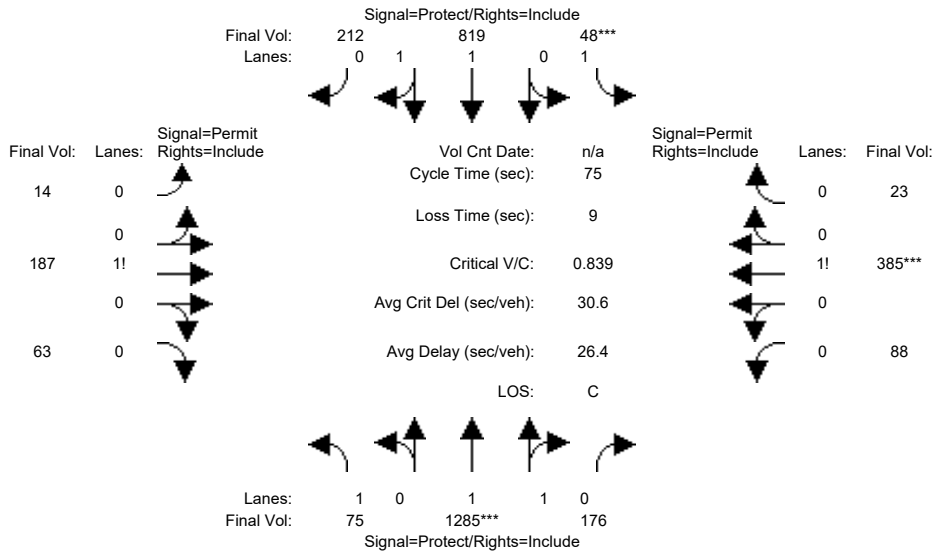 Signal=Protect/Rights=Include
Final Vol: 212 819 48***
Lanes: 0 1 1 0 1
Signal=Permit
Final Vol: Lanes: Rights=Include
Vol Cnt Date: n/a
Signal=Permit
Rights=Include Lanes: Final Vol:
Cycle Time (sec): 75
14 0
0 23
Loss Time (sec): 9
0
0
187 1!
Critical V/C: 0.839
1! 385***
0
Avg Crit Del (sec/veh): 30.6
0
63 0
Avg Delay (sec/veh): 26.4
0 88
LOS: C
Lanes: 1 0 1 1 0
Final Vol: 75 1285*** 176
Signal=Protect/Rights=Include